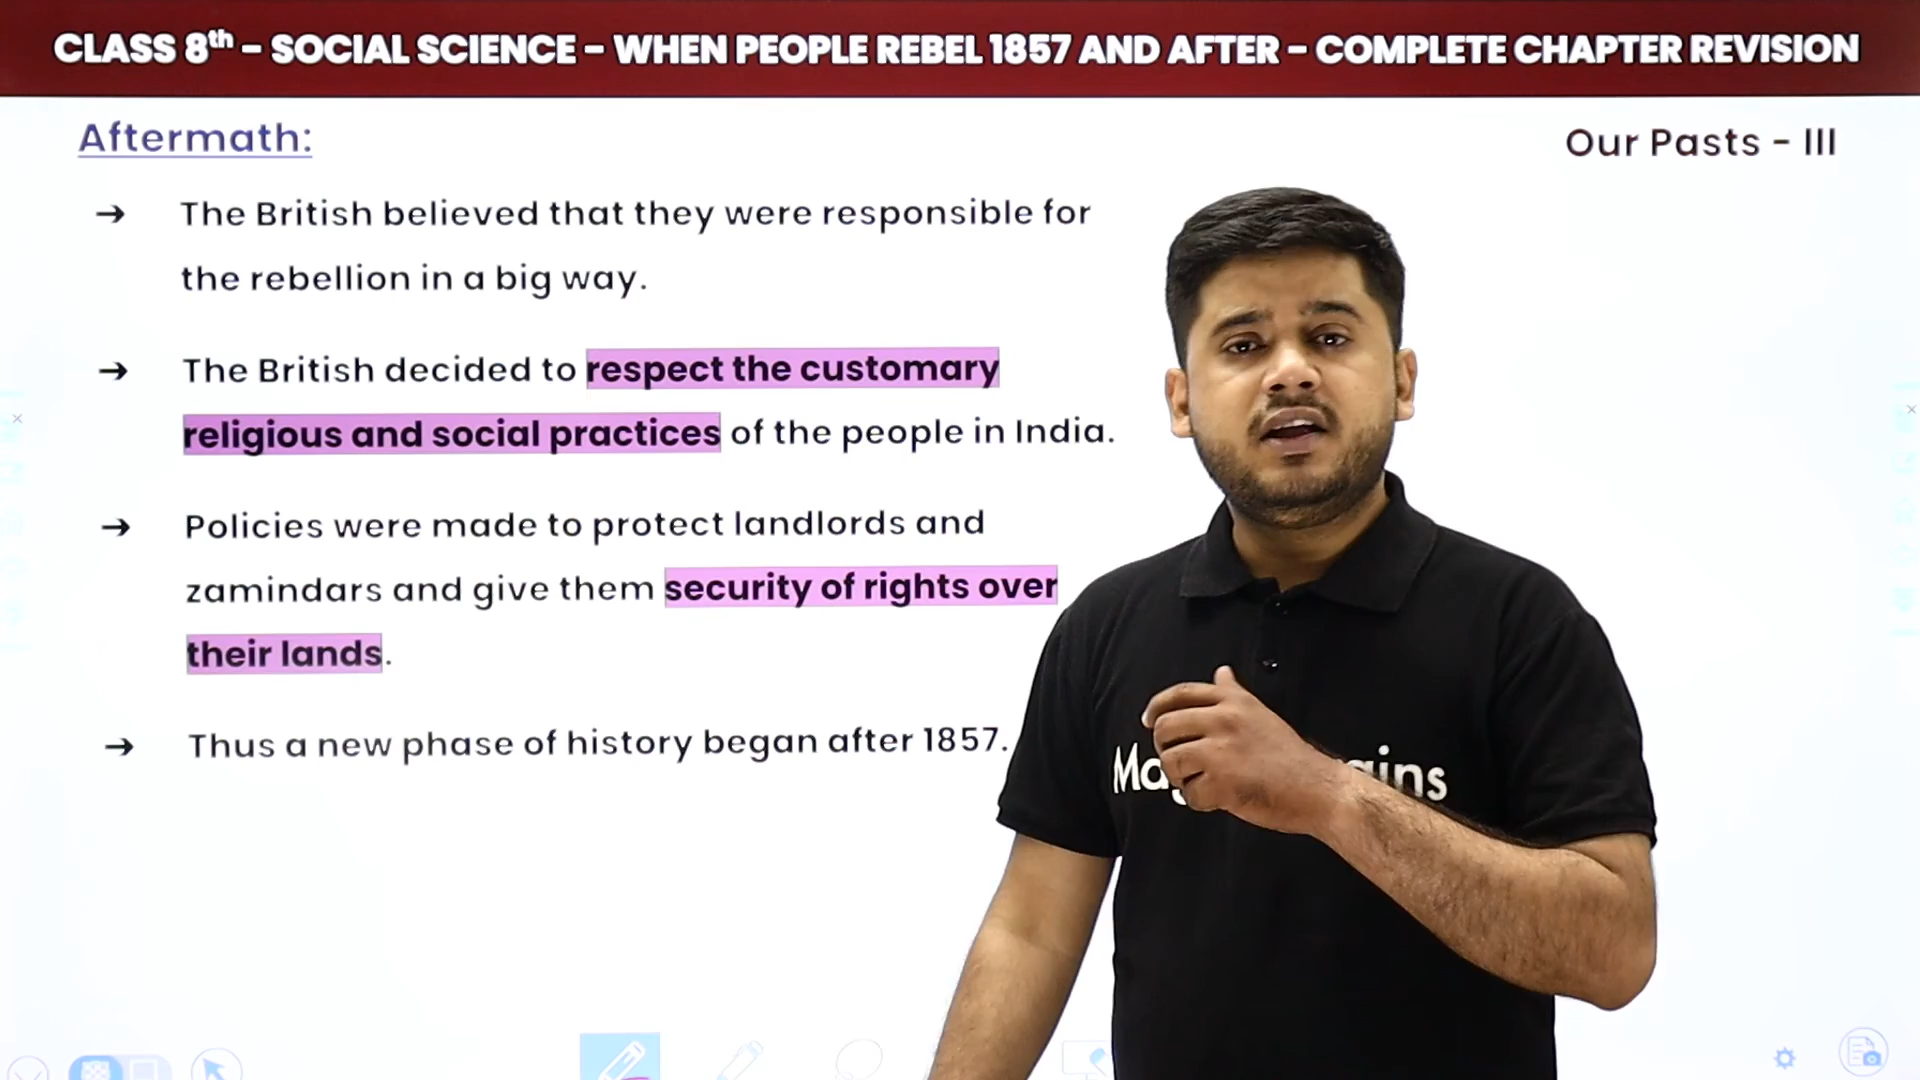 CLASS 8th – SOCIAL SCIENCE – WHEN PEOPLE REBEL 1857 AND AFTER – COMPLETE CHAPTER REVISION
Aftermath:
Our Pasts - III
→ The British believed that they were responsible for
the rebellion in a big way.
→ The British decided to respect the customary
religious and social practices of the people in India.
→ Policies were made to protect landlords and
zamindars and give them security of rights over
their lands.
→ Thus a new phase of history began after 1857.